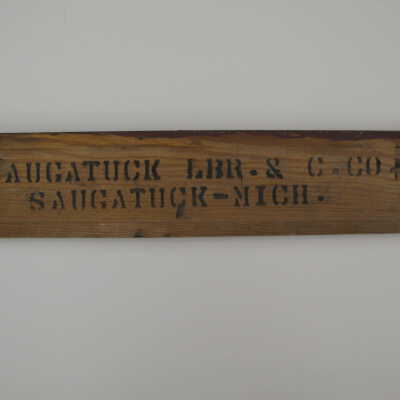 AUGATUCK LBR. & C. CO
SAUGATUCK-MICH.